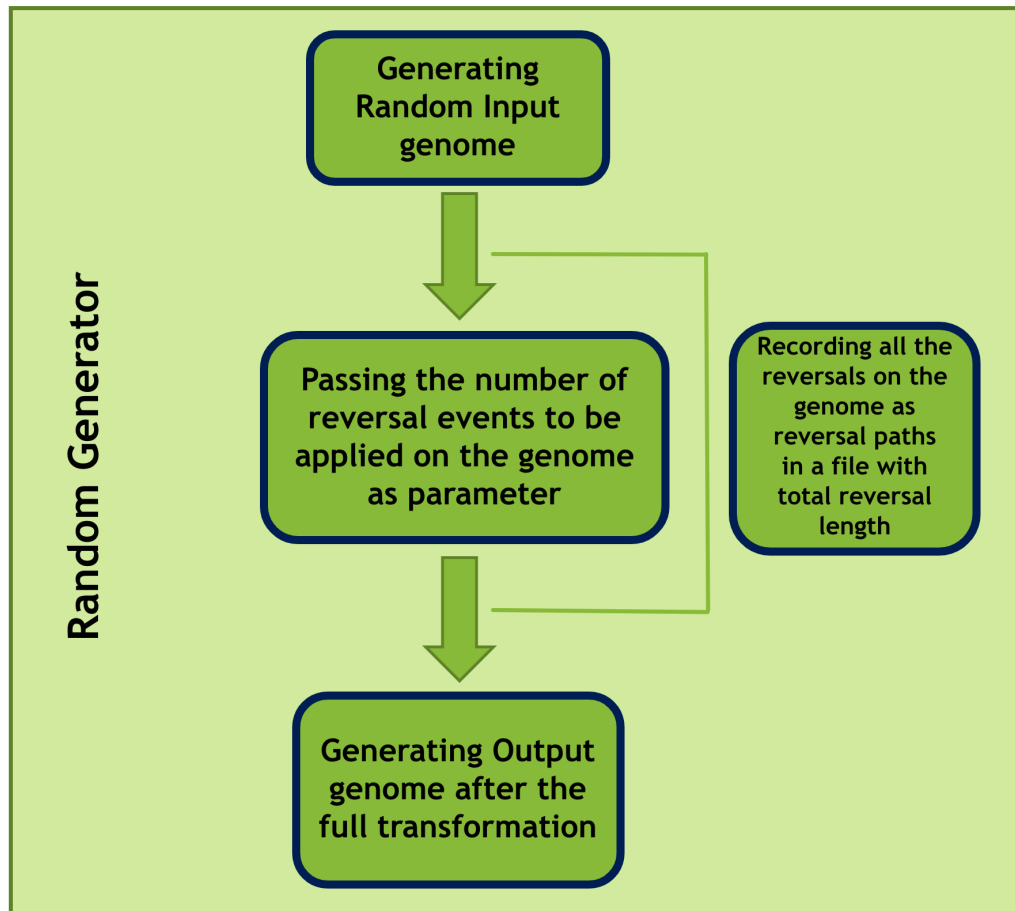 Random Generator
Generating
Random Input
genome
Passing the number of
reversal events to be
applied on the genome
as parameter
Recording all the
reversals on the
genome as
reversal paths
in a file with
total reversal
length
Generating Output
genome after the
full transformation